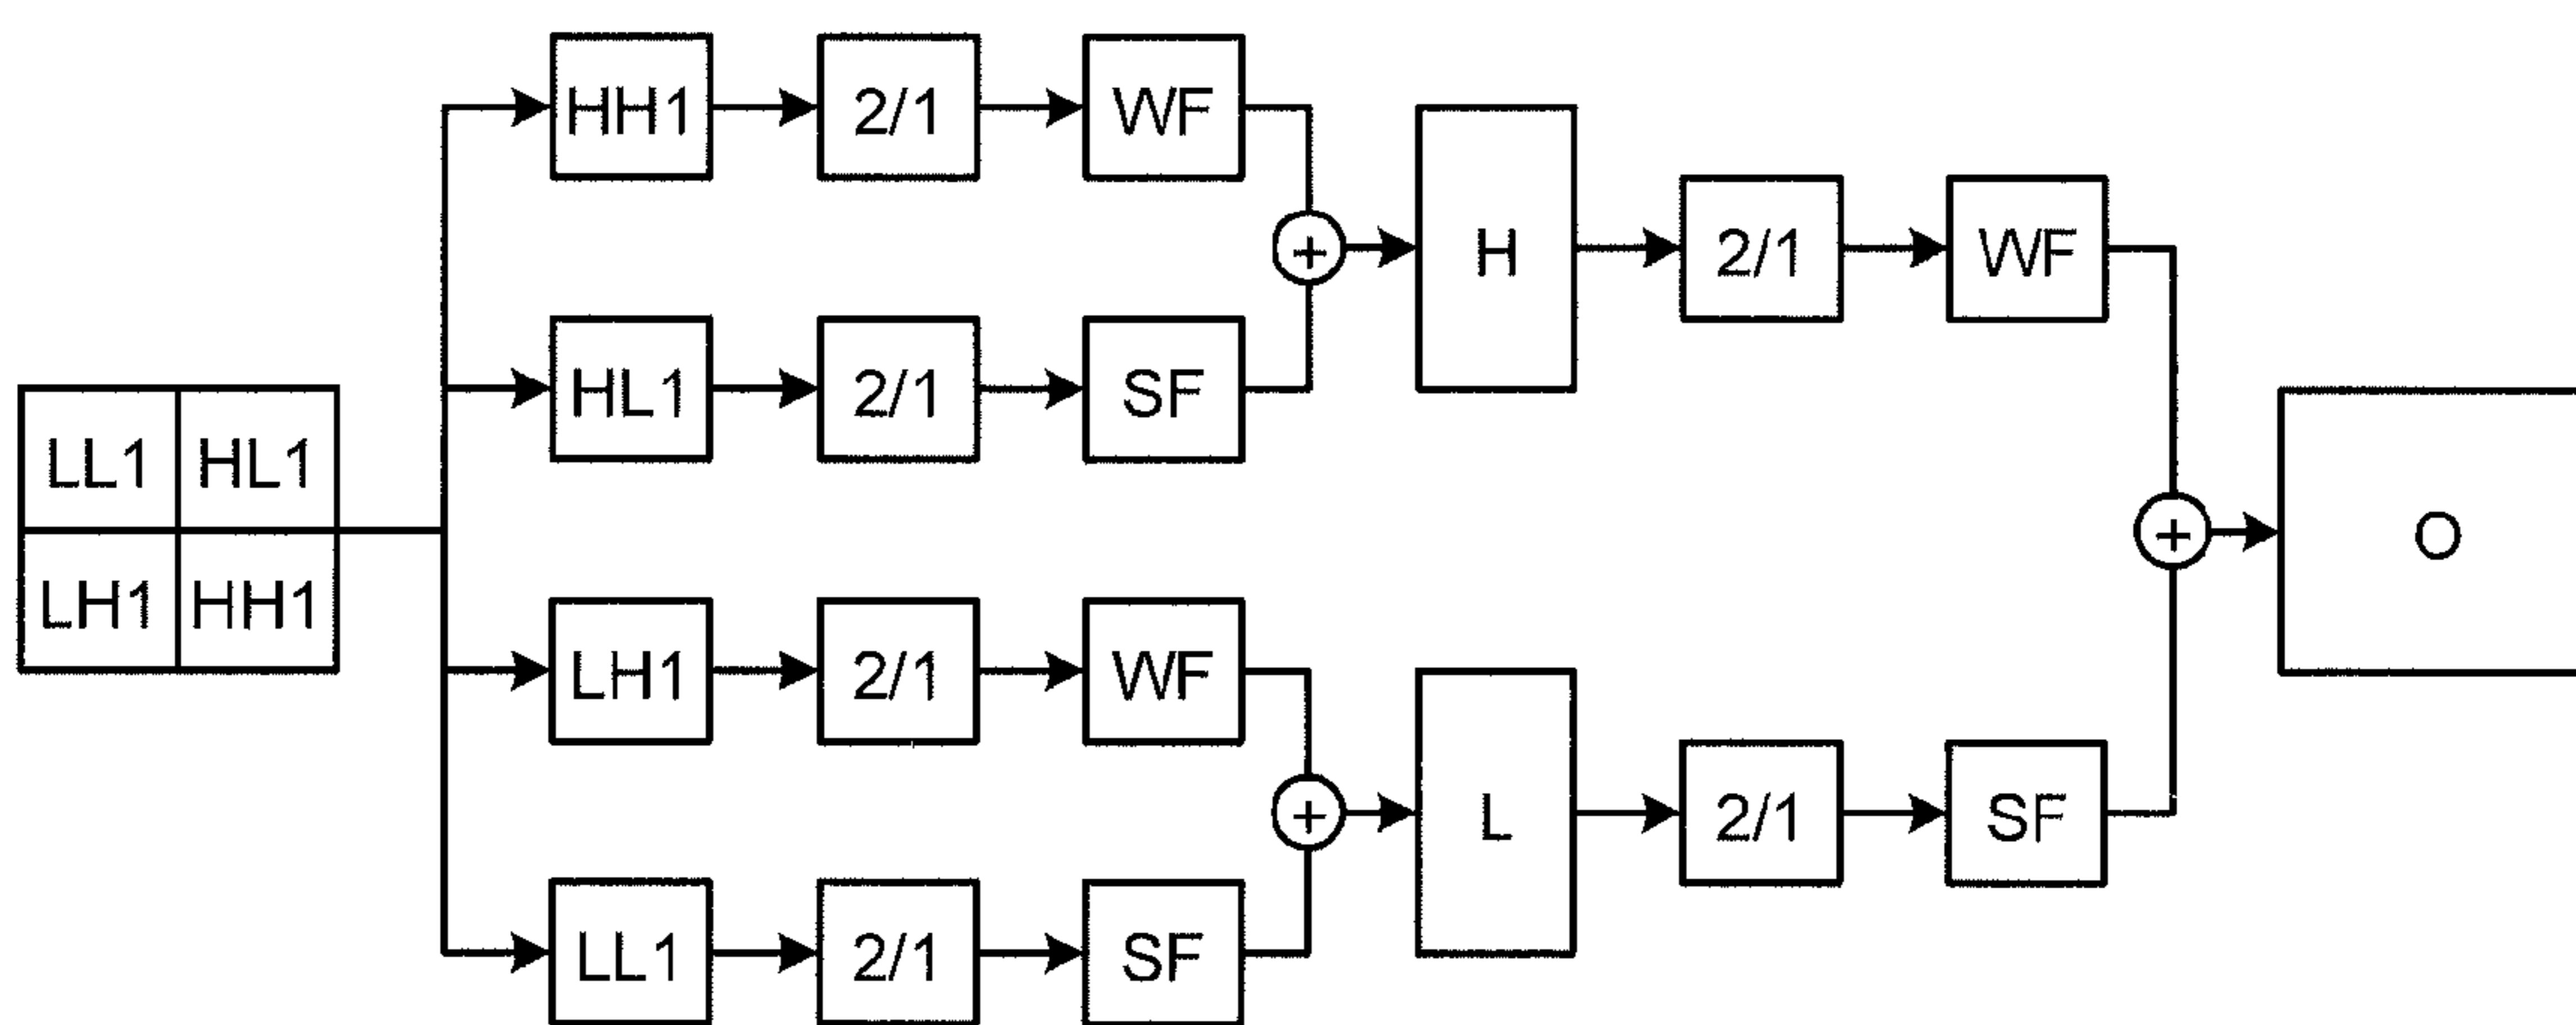 HH1 2/1 WF
+ H 2/1 WF
HL1 2/1 SF
LL1 HL1
+ O
LH1 HH1
LH1 2/1 WF
+ L 2/1 SF
LL1 2/1 SF